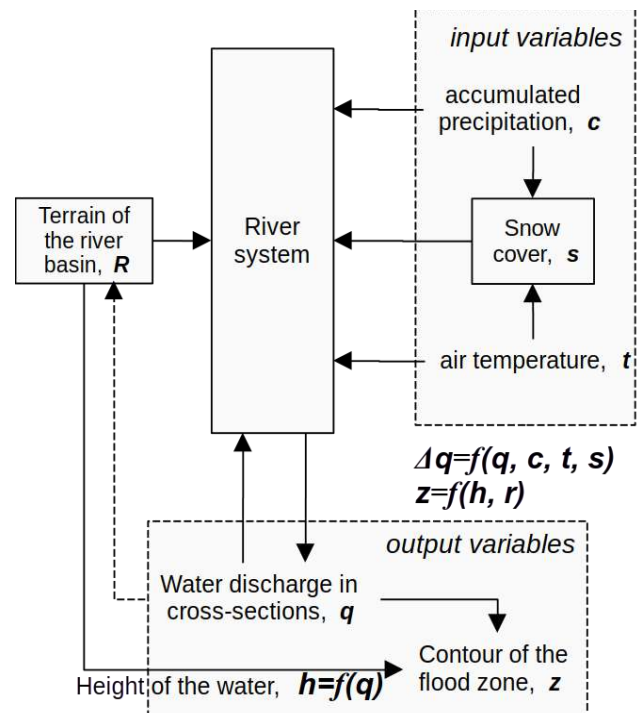 input variables
accumulated
precipitation, c
Terrain of
the river
basin, R
River
system
Snow
cover, s
air temperature, t
Δq=f(q, c, t, s)
z=f(h, r)
output variables
Water discharge in
cross-sections, q
Contour of the
flood zone, z
Height of the water, h=f(q)